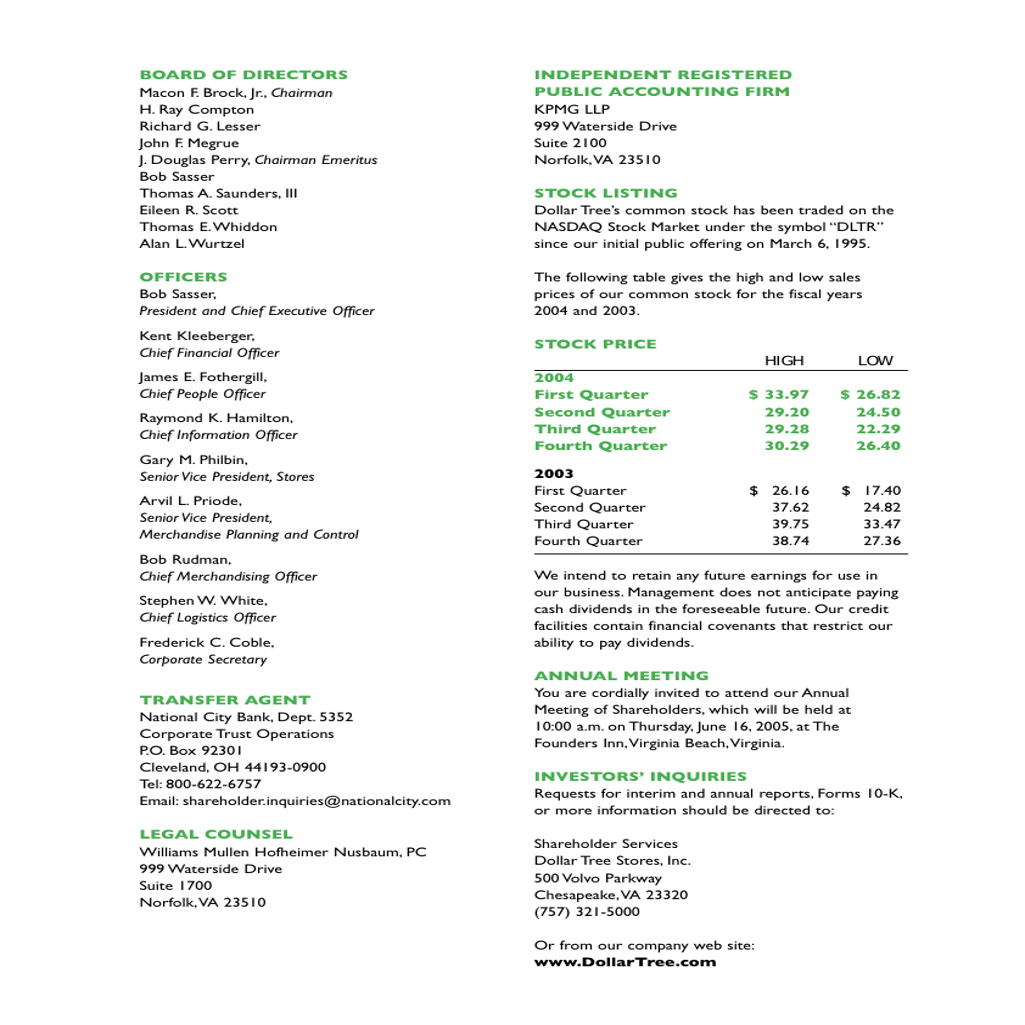 BOARD OF DIRECTORS
Macon F. Brock, Jr., Chairman
H. Ray Compton
Richard G. Lesser
John F. Megrue
J. Douglas Perry, Chairman Emeritus
Bob Sasser
Thomas A. Saunders, III
Eileen R. Scott
Thomas E. Whiddon
Alan L. Wurtzel
OFFICERS
Bob Sasser,
President and Chief Executive Officer
Kent Kleeberger,
Chief Financial Officer
James E. Fothergill,
Chief People Officer
Raymond K. Hamilton,
Chief Information Officer
Gary M. Philbin,
Senior Vice President, Stores
Arvil L. Priode,
Senior Vice President,
Merchandise Planning and Control
Bob Rudman,
Chief Merchandising Officer
Stephen W. White,
Chief Logistics Officer
Frederick C. Coble,
Corporate Secretary
TRANSFER AGENT
National City Bank, Dept. 5352
Corporate Trust Operations
P.O. Box 92301
Cleveland, OH 44193-0900
Tel: 800-622-6757
Email: shareholder.inquiries@nationalcity.com
LEGAL COUNSEL
Williams Mullen Hofheimer Nusbaum, PC
999 Waterside Drive
Suite 1700
Norfolk, VA 23510
INDEPENDENT REGISTERED
PUBLIC ACCOUNTING FIRM
KPMG LLP
999 Waterside Drive
Suite 2100
Norfolk, VA 23510
STOCK LISTING
Dollar Tree's common stock has been traded on the
NASDAQ Stock Market under the symbol "DLTR"
since our initial public offering on March 6, 1995.
The following table gives the high and low sales
prices of our common stock for the fiscal years
2004 and 2003.
STOCK PRICE
HIGH LOW
2004
First Quarter $ 33.97 $ 26.82
Second Quarter 29.20 24.50
Third Quarter 29.28 22.29
Fourth Quarter 30.29 26.40
2003
First Quarter $ 26.16 $ 17.40
Second Quarter 37.62 24.82
Third Quarter 39.75 33.47
Fourth Quarter 38.74 27.36
We intend to retain any future earnings for use in
our business. Management does not anticipate paying
cash dividends in the foreseeable future. Our credit
facilities contain financial covenants that restrict our
ability to pay dividends.
ANNUAL MEETING
You are cordially invited to attend our Annual
Meeting of Shareholders, which will be held at
10:00 a.m. on Thursday, June 16, 2005, at The
Founders Inn, Virginia Beach, Virginia.
INVESTORS' INQUIRIES
Requests for interim and annual reports, Forms 10-K,
or more information should be directed to:
Shareholder Services
Dollar Tree Stores, Inc.
500 Volvo Parkway
Chesapeake, VA 23320
(757) 321-5000
Or from our company web site:
www.DollarTree.com